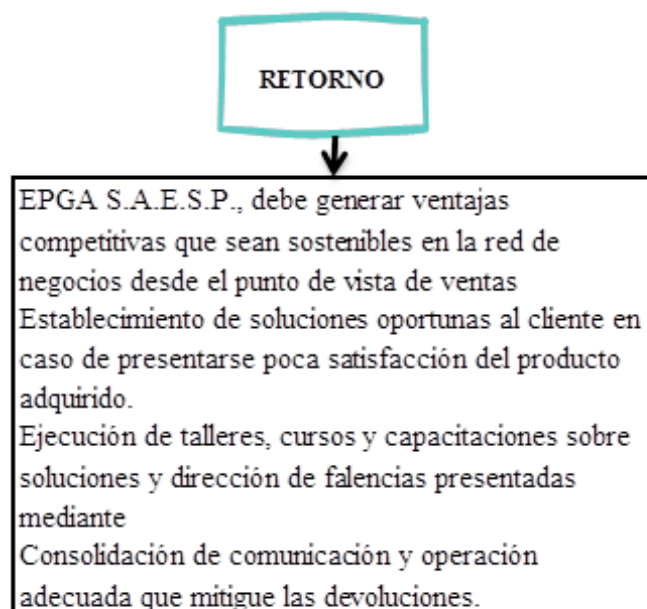 RETORNO
EPGA S.A.E.S.P., debe generar ventajas
competitivas que sean sostenibles en la red de
negocios desde el punto de vista de ventas
Establecimiento de soluciones oportunas al cliente en
caso de presentarse poca satisfacción del producto
adquirido.
Ejecución de talleres, cursos y capacitaciones sobre
soluciones y dirección de falencias presentadas
mediante
Consolidación de comunicación y operación
adecuada que mitigue las devoluciones.